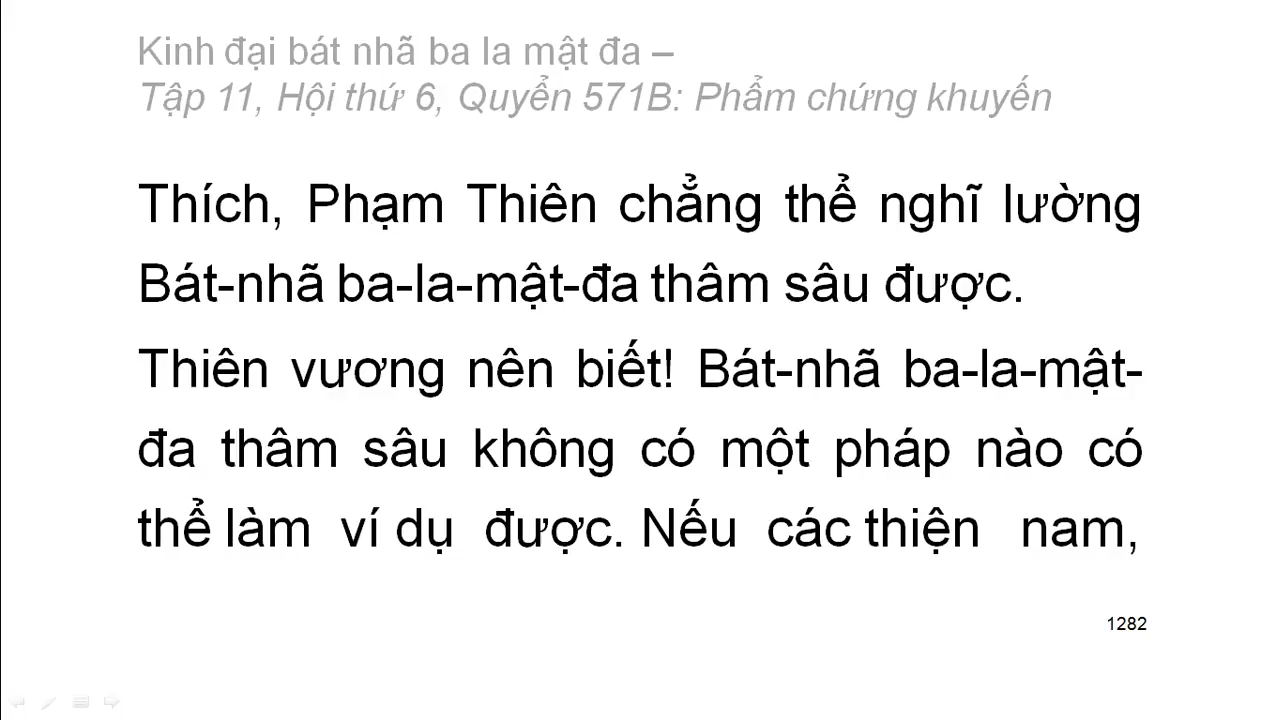 Kinh đại bát nhã ba la mật đa –
Tập 11, Hội thứ 6, Quyển 571B: Phẩm chứng khuyến
Thích, Phạm Thiên chẳng thể nghĩ lường
Bát-nhã ba-la-mật-đa thâm sâu được.
Thiên vương nên biết! Bát-nhã ba-la-mật-
đa thâm sâu không có một pháp nào có
thể làm ví dụ được. Nếu các thiện nam,
1282